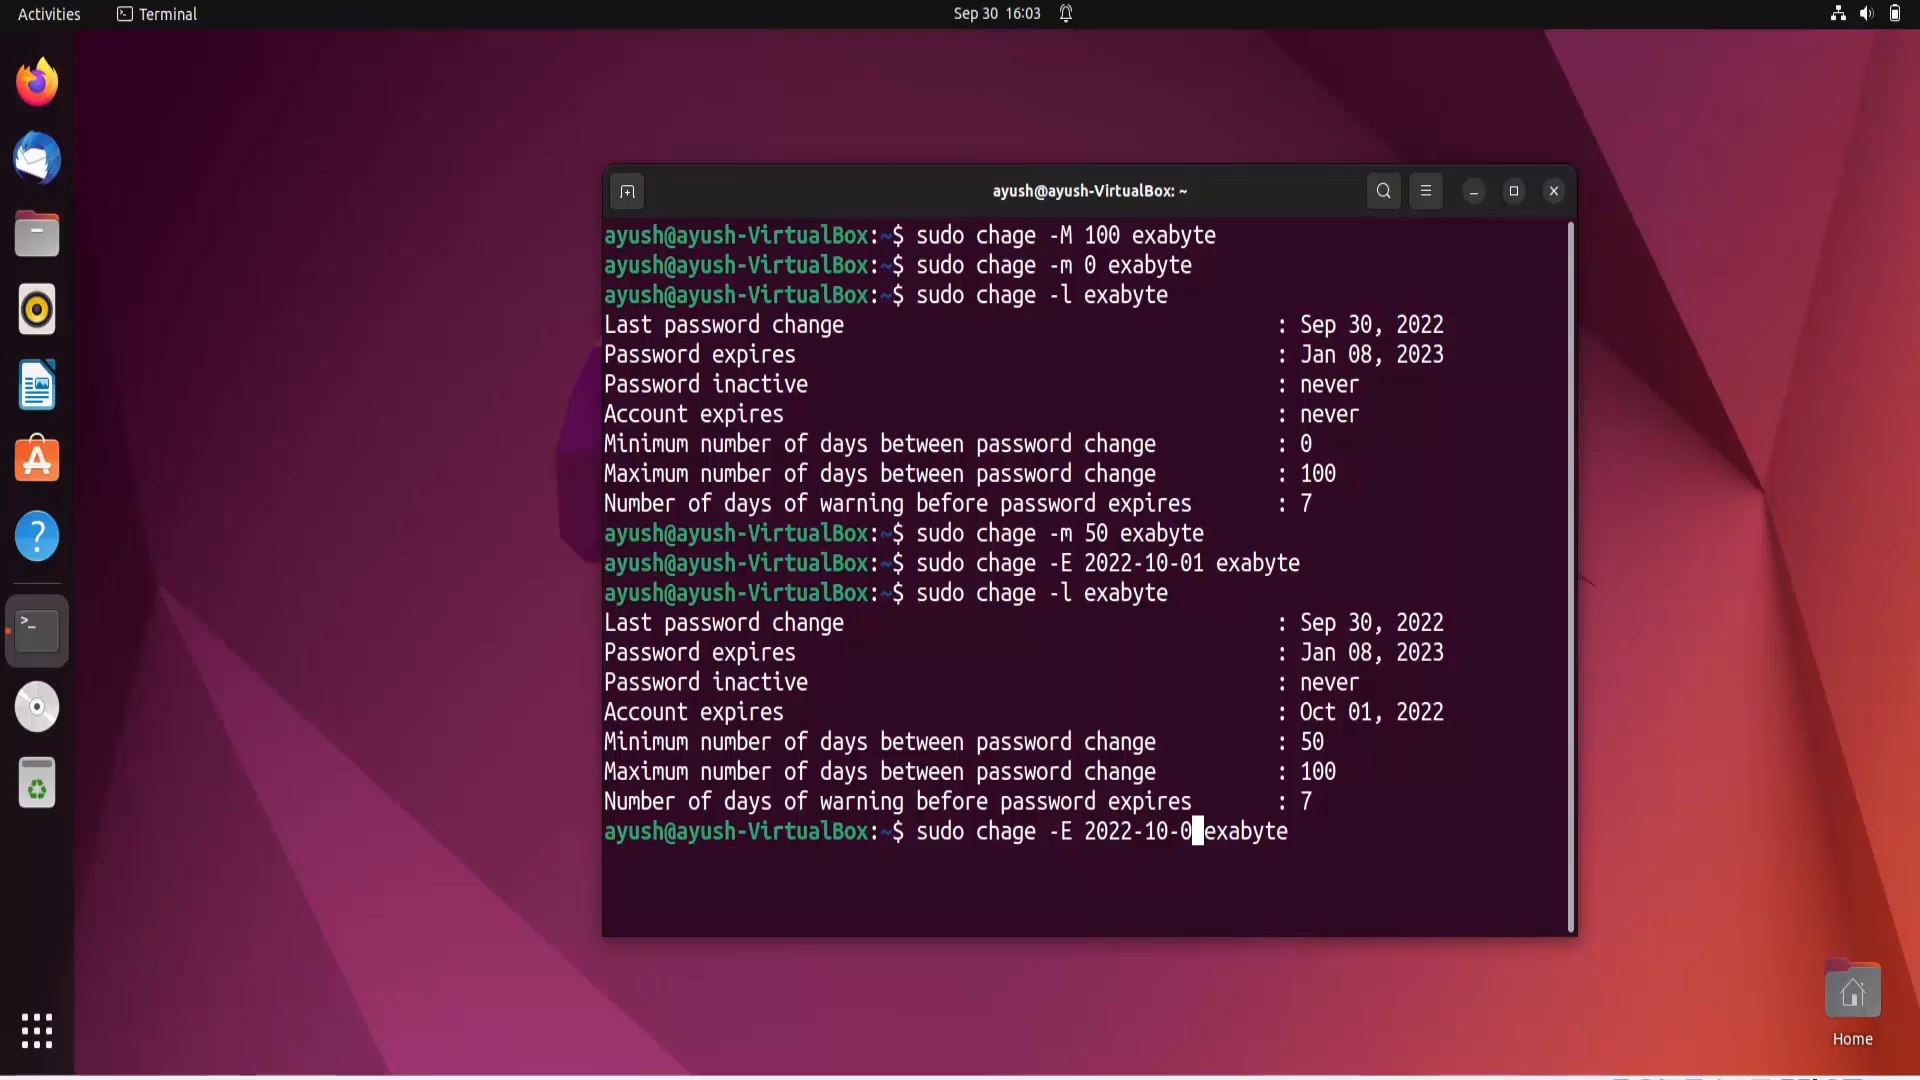 Activities
Terminal
Sep 30 16:03
ayush@ayush-VirtualBox: ~
ayush@ayush-VirtualBox:~$ sudo chage -M 100 exabyte
ayush@ayush-VirtualBox:~$ sudo chage -m 0 exabyte
ayush@ayush-VirtualBox:~$ sudo chage -l exabyte
Last password change : Sep 30, 2022
Password expires : Jan 08, 2023
Password inactive : never
Account expires : never
Minimum number of days between password change : 0
Maximum number of days between password change : 100
Number of days of warning before password expires : 7
ayush@ayush-VirtualBox:~$ sudo chage -m 50 exabyte
ayush@ayush-VirtualBox:~$ sudo chage -E 2022-10-01 exabyte
ayush@ayush-VirtualBox:~$ sudo chage -l exabyte
Last password change : Sep 30, 2022
Password expires : Jan 08, 2023
Password inactive : never
Account expires : Oct 01, 2022
Minimum number of days between password change : 50
Maximum number of days between password change : 100
Number of days of warning before password expires : 7
ayush@ayush-VirtualBox:~$ sudo chage -E 2022-10-0 exabyte
Home